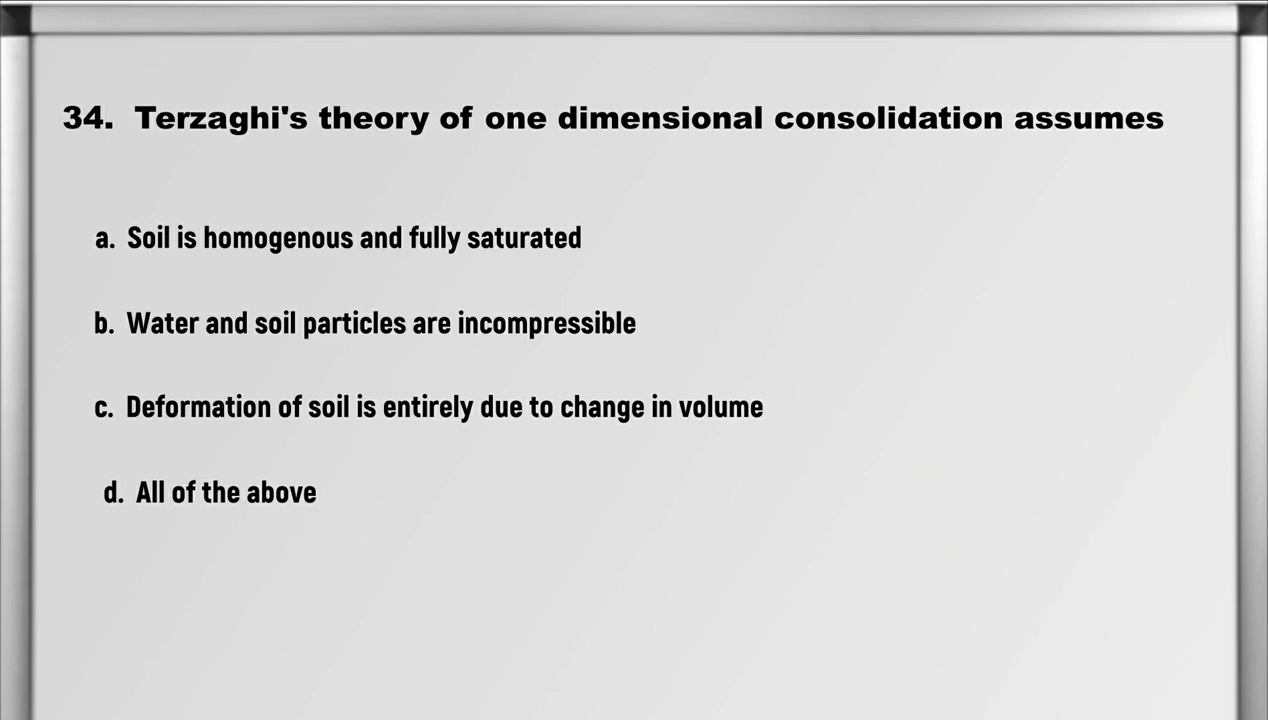 34. Terzaghi's theory of one dimensional consolidation assumes
a. Soil is homogenous and fully saturated
b. Water and soil particles are incompressible
c. Deformation of soil is entirely due to change in volume
d. All of the above